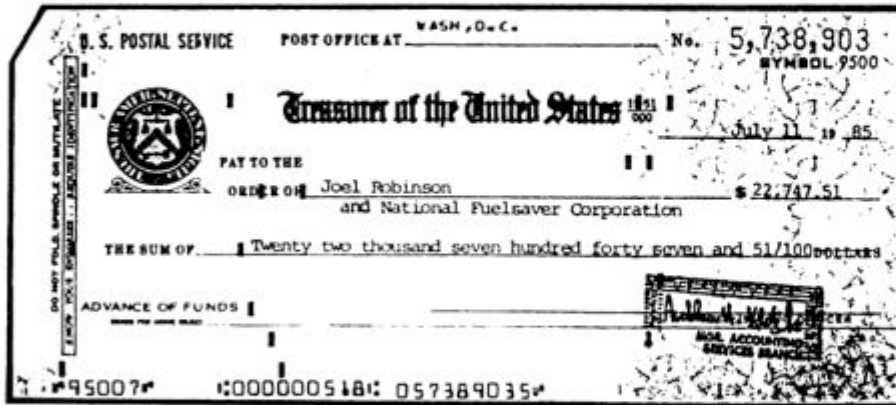 U. S. POSTAL SERVICE
POST OFFICE AT WASH, D.C.
No. 5,738,903
SYMBOL 9500
Treasurer of the United States
July 11 19 85
PAY TO THE
ORDER OF Joel Robinson
$ 22,747.51
and National Fuelsaver Corporation
THE SUM OF Twenty two thousand seven hundred forty seven and 51/100 DOLLARS
ADVANCE OF FUNDS
ACCOUNTING
SERVICES BRANCH
DO NOT FOLD, SPINDLE OR MUTILATE
⑈95007⑈ ⑆000000518⑆ 057389035⑈